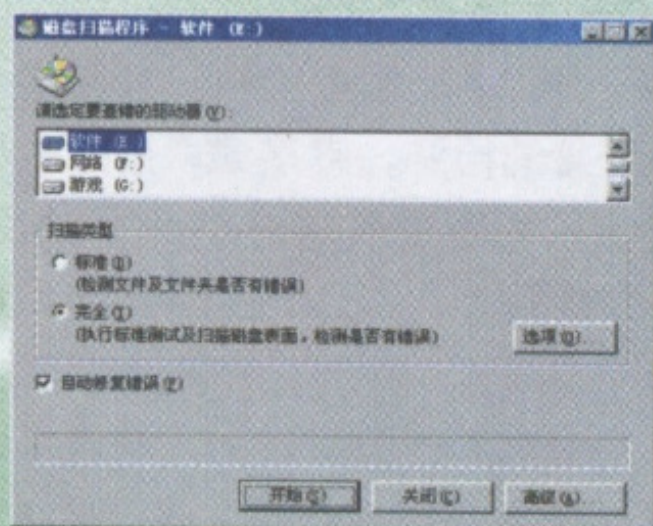 磁盘扫描程序 - 软件 (E:)
请选定要查错的驱动器(V):
软件 (E:)
网络 (F:)
游戏 (G:)
扫描类型
标准(D)
(检测文件及文件夹是否有错误)
完全(T)
(执行标准测试及扫描磁盘表面，检测是否有错误)
选项(O)...
自动修复错误(F)
开始(S)
关闭(C)
高级(A)...